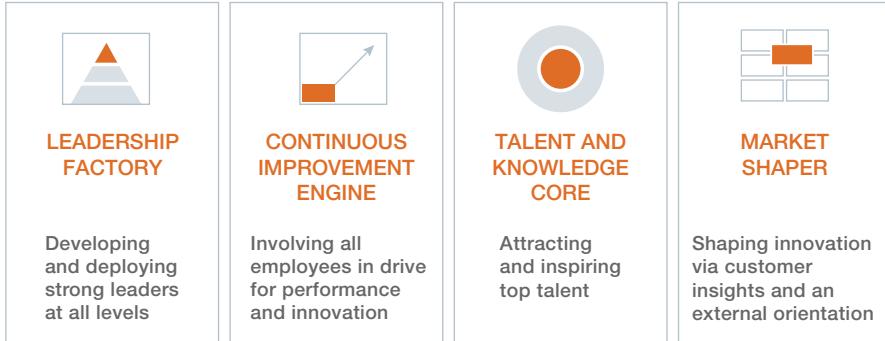 LEADERSHIP
FACTORY
Developing
and deploying
strong leaders
at all levels
CONTINUOUS
IMPROVEMENT
ENGINE
Involving all
employees in drive
for performance
and innovation
TALENT AND
KNOWLEDGE
CORE
Attracting
and inspiring
top talent
MARKET
SHAPER
Shaping innovation
via customer
insights and an
external orientation